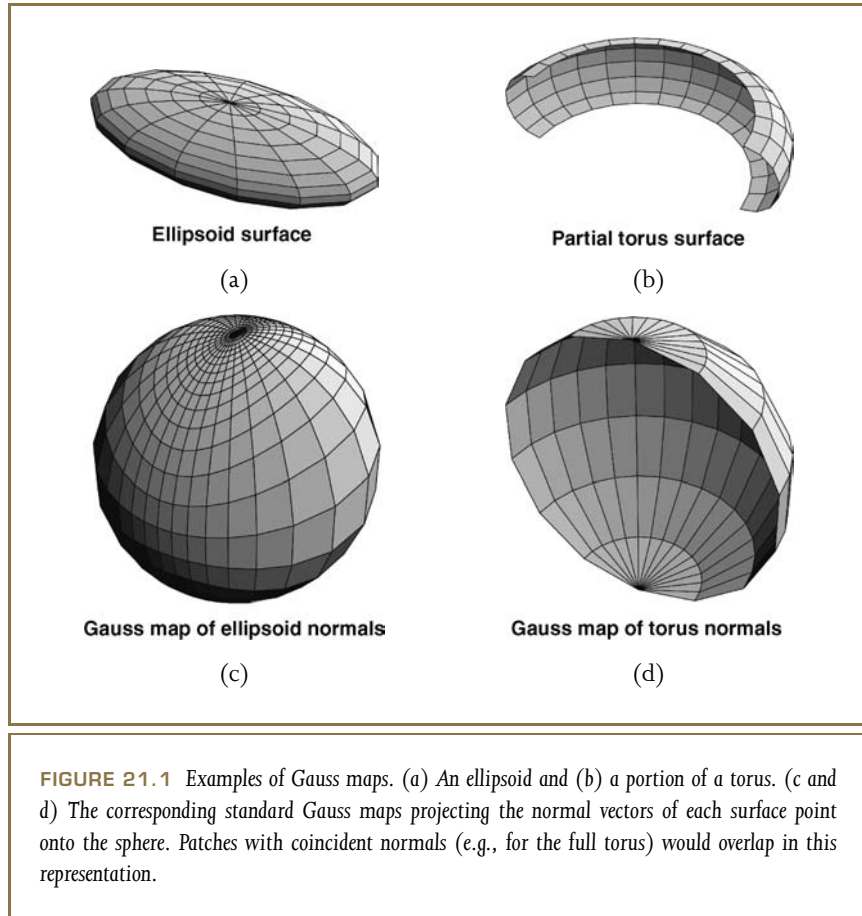 Ellipsoid surface
Partial torus surface
(a)
(b)
Gauss map of ellipsoid normals
Gauss map of torus normals
(c)
(d)
FIGURE 21.1 Examples of Gauss maps. (a) An ellipsoid and (b) a portion of a torus. (c and
d) The corresponding standard Gauss maps projecting the normal vectors of each surface point
onto the sphere. Patches with coincident normals (e.g., for the full torus) would overlap in this
representation.